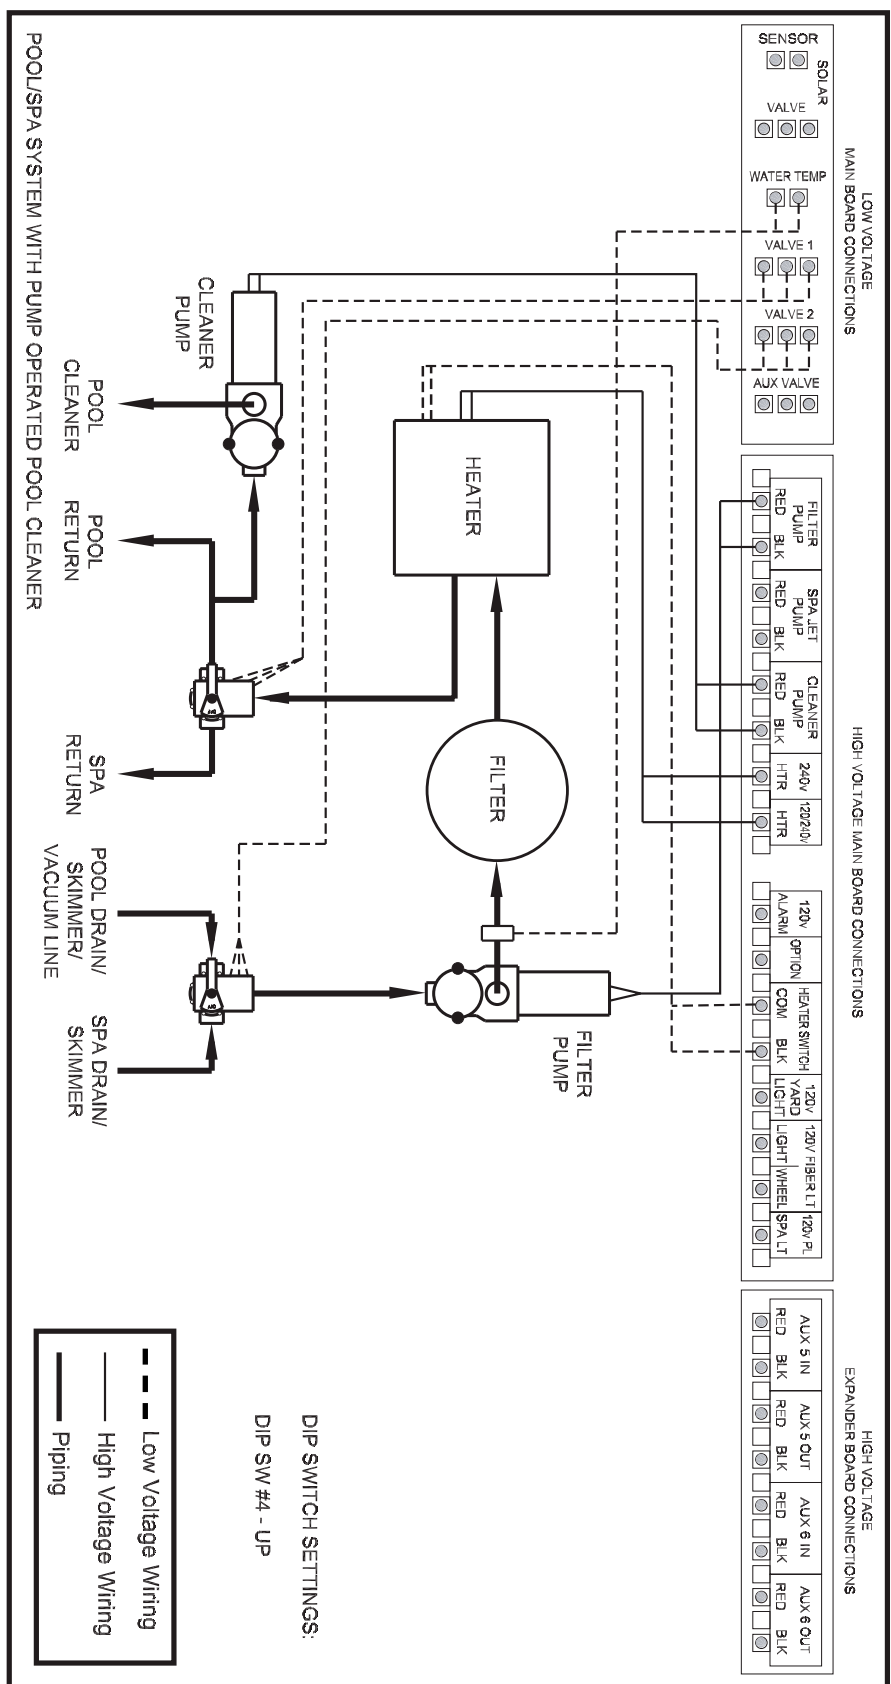 LOW VOLTAGE
MAIN BOARD CONNECTIONS
HIGH VOLTAGE MAIN BOARD CONNECTIONS
HIGH VOLTAGE
EXPANDER BOARD CONNECTIONS
SOLAR
SENSOR
VALVE
WATER TEMP
VALVE 1
VALVE 2
AUX VALVE
FILTER
PUMP
RED
BLK
SPA JET
PUMP
RED
BLK
CLEANER
PUMP
RED
BLK
240v
HTR
120/240v
HTR
120v
ALARM
OPTION
HEATER SWITCH
COM
BLK
120v
YARD
LIGHT
120V FIBER LT
LIGHT
WHEEL
120v PL
SPA LT
AUX 5 IN
RED
BLK
AUX 5 OUT
RED
BLK
AUX 6 IN
RED
BLK
AUX 6 OUT
RED
BLK
HEATER
FILTER
FILTER
PUMP
CLEANER
PUMP
POOL
CLEANER
POOL
RETURN
SPA
RETURN
POOL DRAIN/
SKIMMER/
VACUUM LINE
SPA DRAIN/
SKIMMER
DIP SWITCH SETTINGS:
DIP SW #4 - UP
Low Voltage Wiring
High Voltage Wiring
Piping
POOL/SPA SYSTEM WITH PUMP OPERATED POOL CLEANER